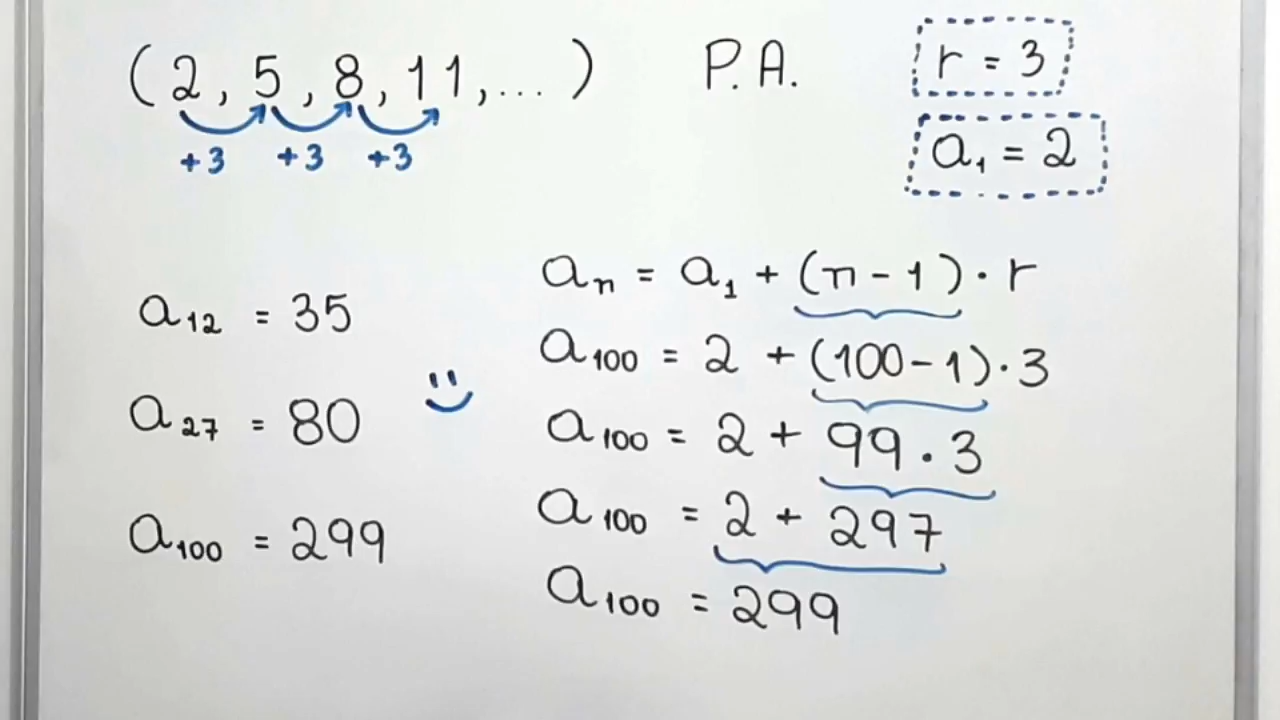 (2, 5, 8, 11, ...) P.A.
r = 3
+3 +3 +3
a₁ = 2
aₙ = a₁ + (n - 1) · r
a₁₂ = 35
a₁₀₀ = 2 + (100 - 1) · 3
a₂₇ = 80
a₁₀₀ = 2 + 99 · 3
a₁₀₀ = 2 + 297
a₁₀₀ = 299
a₁₀₀ = 299